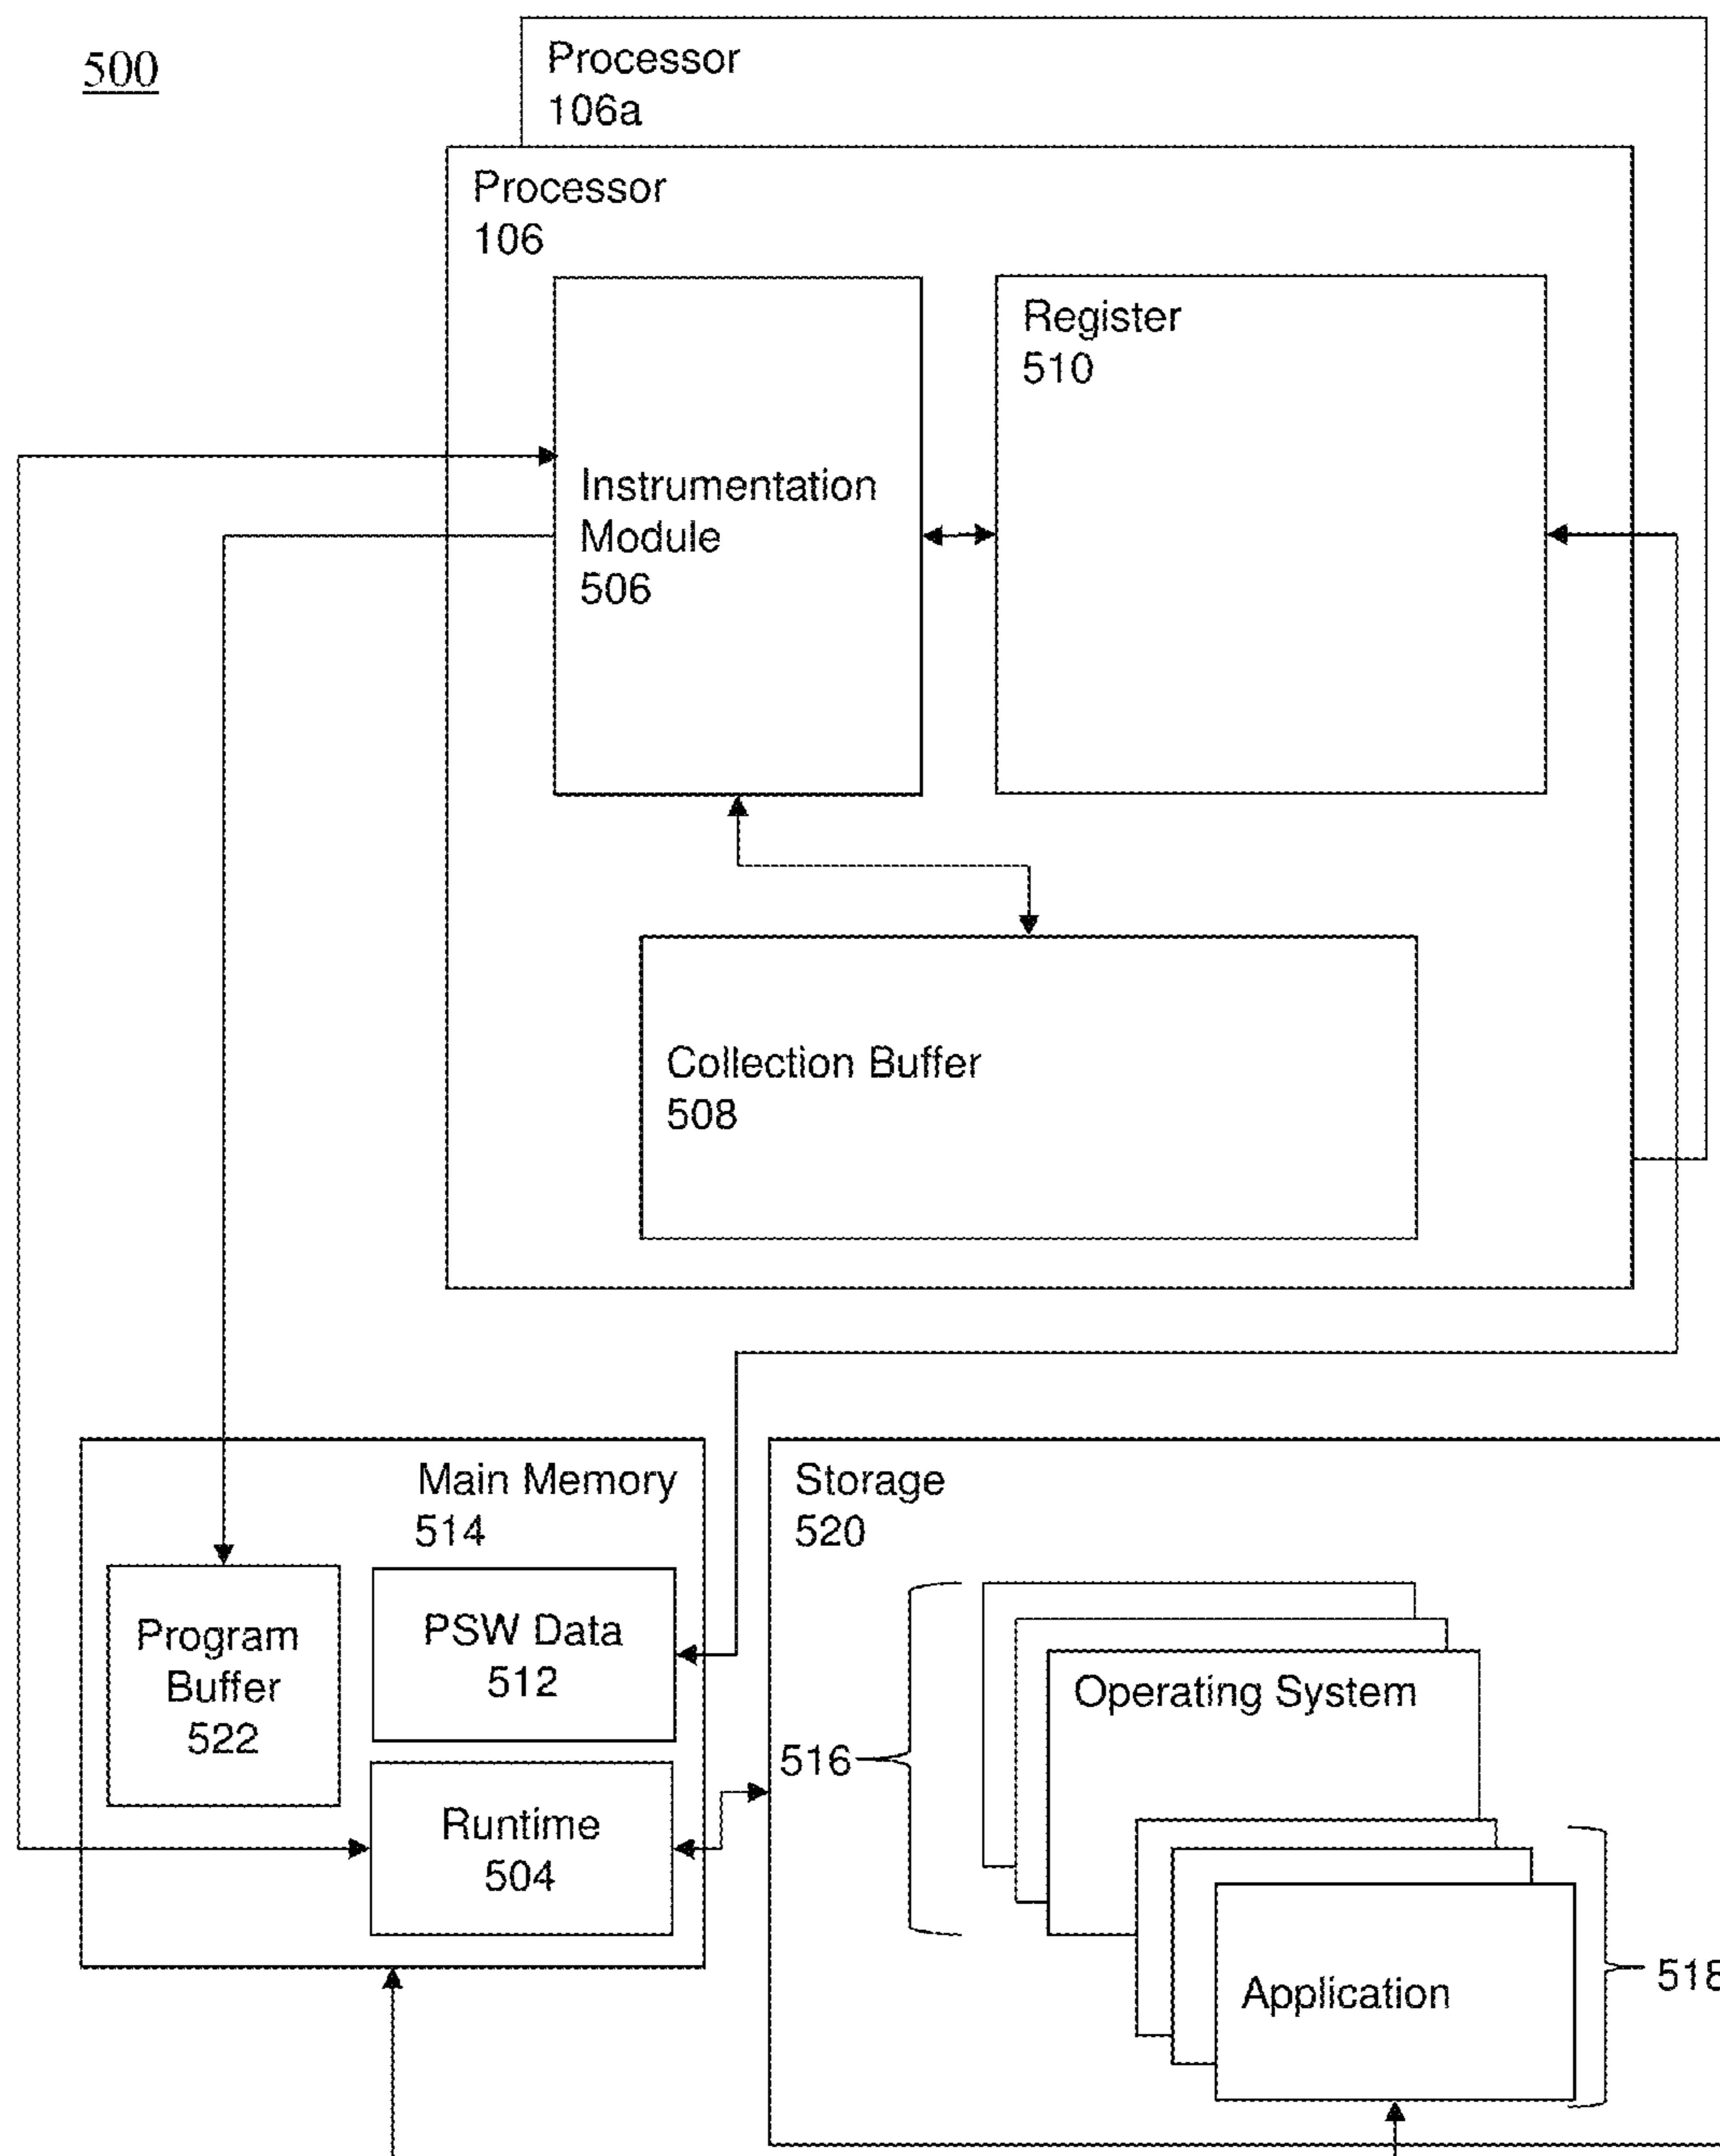 500
Processor
106a
Processor
106
Register
510
Instrumentation
Module
506
Collection Buffer
508
Main Memory
514
Program
Buffer
522
PSW Data
512
Runtime
504
Storage
520
Operating System
516
Application
518